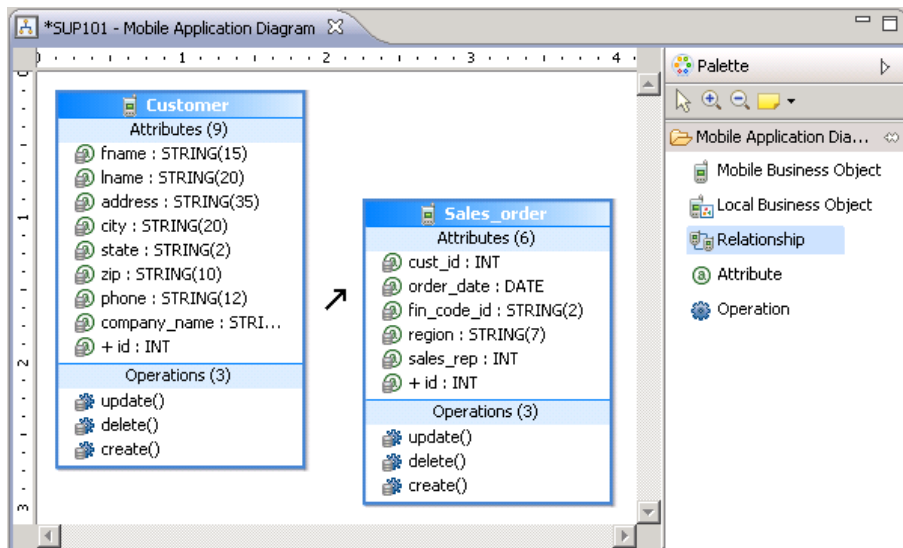 *SUP101 - Mobile Application Diagram
0 1 2 3 4
0
1
2
3
Customer
Attributes (9)
fname : STRING(15)
lname : STRING(20)
address : STRING(35)
city : STRING(20)
state : STRING(2)
zip : STRING(10)
phone : STRING(12)
company_name : STRI...
+ id : INT
Operations (3)
update()
delete()
create()
Sales_order
Attributes (6)
cust_id : INT
order_date : DATE
fin_code_id : STRING(2)
region : STRING(7)
sales_rep : INT
+ id : INT
Operations (3)
update()
delete()
create()
Palette
Mobile Application Dia...
Mobile Business Object
Local Business Object
Relationship
Attribute
Operation